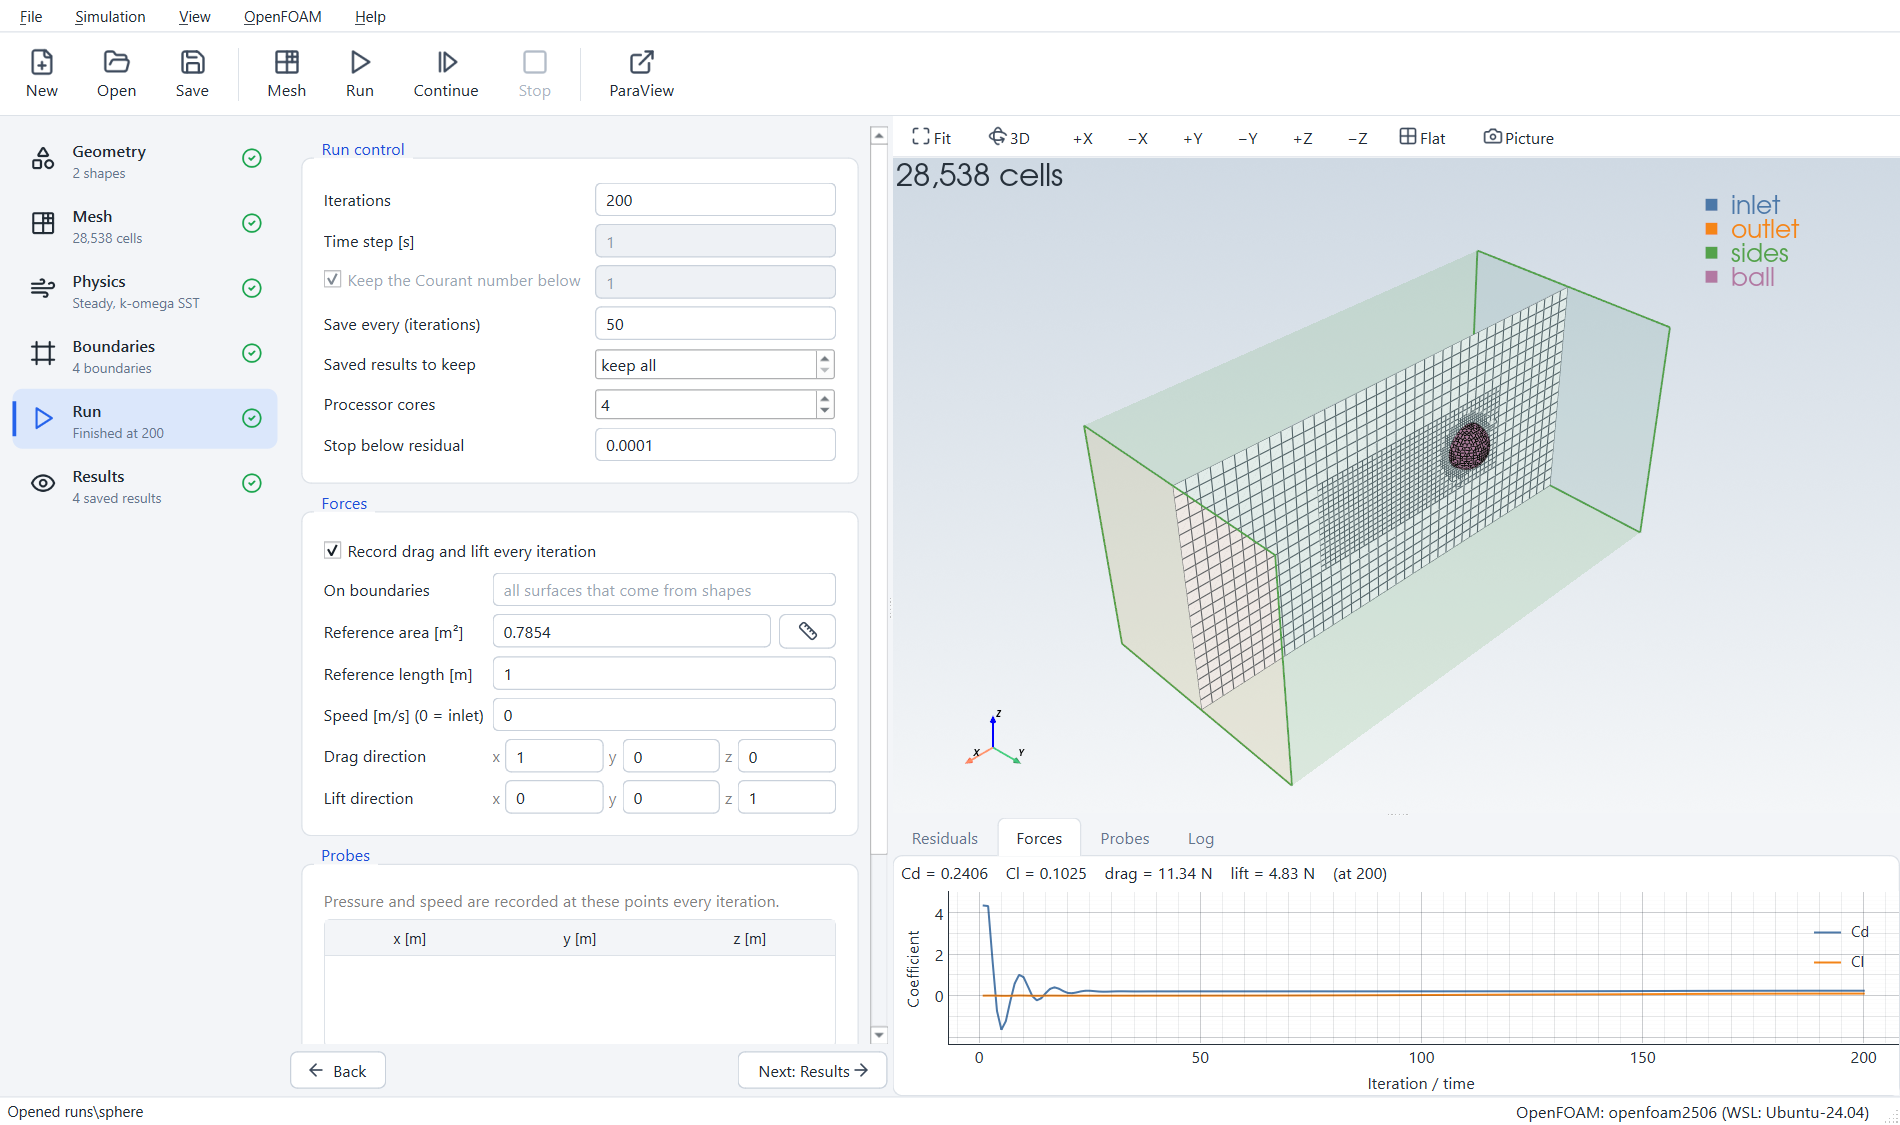 File Simulation View OpenFOAM Help
New Open Save Mesh Run Continue Stop ParaView
Geometry
2 shapes
Mesh
28,538 cells
Physics
Steady, k-omega SST
Boundaries
4 boundaries
Run
Finished at 200
Results
4 saved results
Run control
Iterations 200
Time step [s] 1
Keep the Courant number below 1
Save every (iterations) 50
Saved results to keep keep all
Processor cores 4
Stop below residual 0.0001
Forces
Record drag and lift every iteration
On boundaries all surfaces that come from shapes
Reference area [m²] 0.7854
Reference length [m] 1
Speed [m/s] (0 = inlet) 0
Drag direction x 1 y 0 z 0
Lift direction x 0 y 0 z 1
Probes
Pressure and speed are recorded at these points every iteration.
x [m] y [m] z [m]
Back Next: Results
Fit 3D +X −X +Y −Y +Z −Z Flat Picture
28,538 cells
inlet
outlet
sides
ball
Z
X Y
Residuals Forces Probes Log
Cd = 0.2406 Cl = 0.1025 drag = 11.34 N lift = 4.83 N (at 200)
Coefficient
4
2
0
Cd
Cl
0 50 100 150 200
Iteration / time
Opened runs\sphere
OpenFOAM: openfoam2506 (WSL: Ubuntu-24.04)